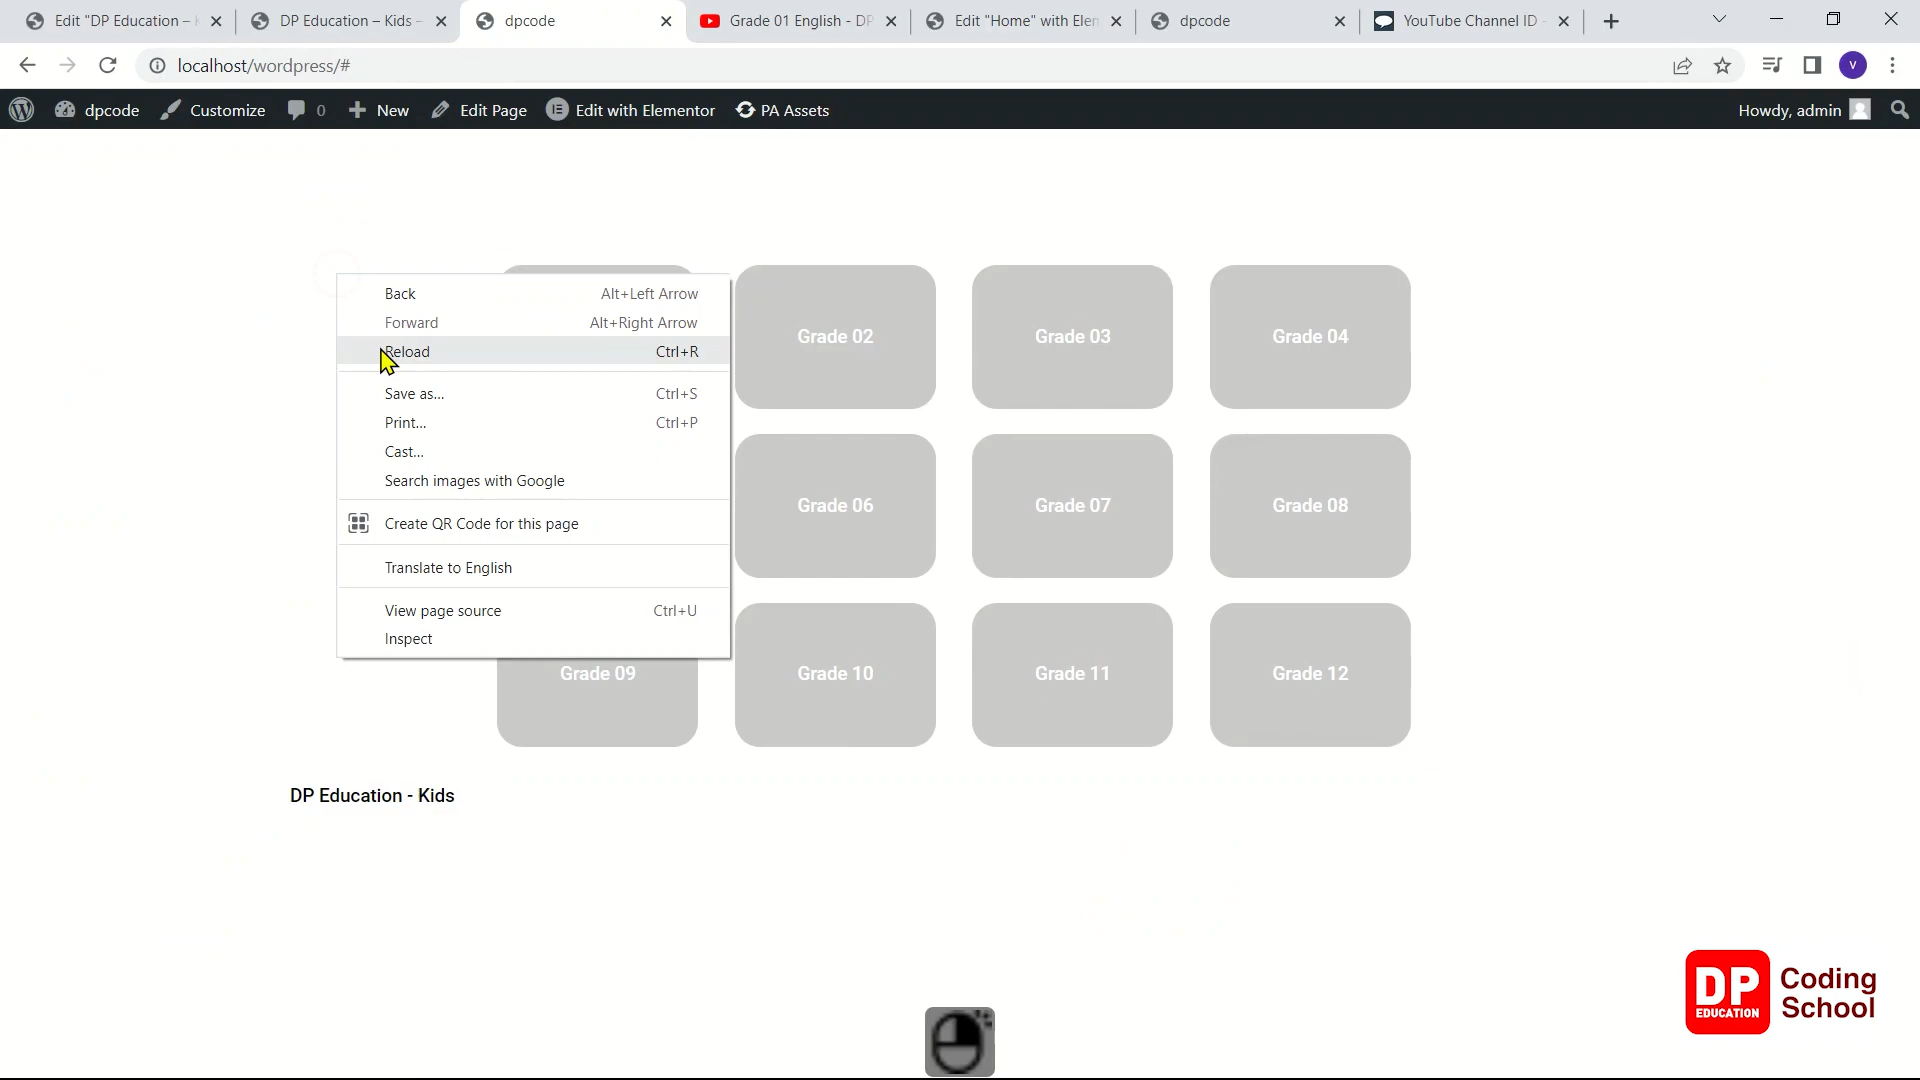 Edit "DP Education –
DP Education – Kids –
dpcode
Grade 01 English - DP
Edit "Home" with Elem
dpcode
YouTube Channel ID -
localhost/wordpress/#
V
dpcode
Customize
0
New
Edit Page
Edit with Elementor
PA Assets
Howdy, admin
Back Alt+Left Arrow
Forward Alt+Right Arrow
Reload Ctrl+R
Save as... Ctrl+S
Print... Ctrl+P
Cast...
Search images with Google
Create QR Code for this page
Translate to English
View page source Ctrl+U
Inspect
Grade 02
Grade 03
Grade 04
Grade 06
Grade 07
Grade 08
Grade 09
Grade 10
Grade 11
Grade 12
DP Education - Kids
DP
EDUCATION
Coding
School